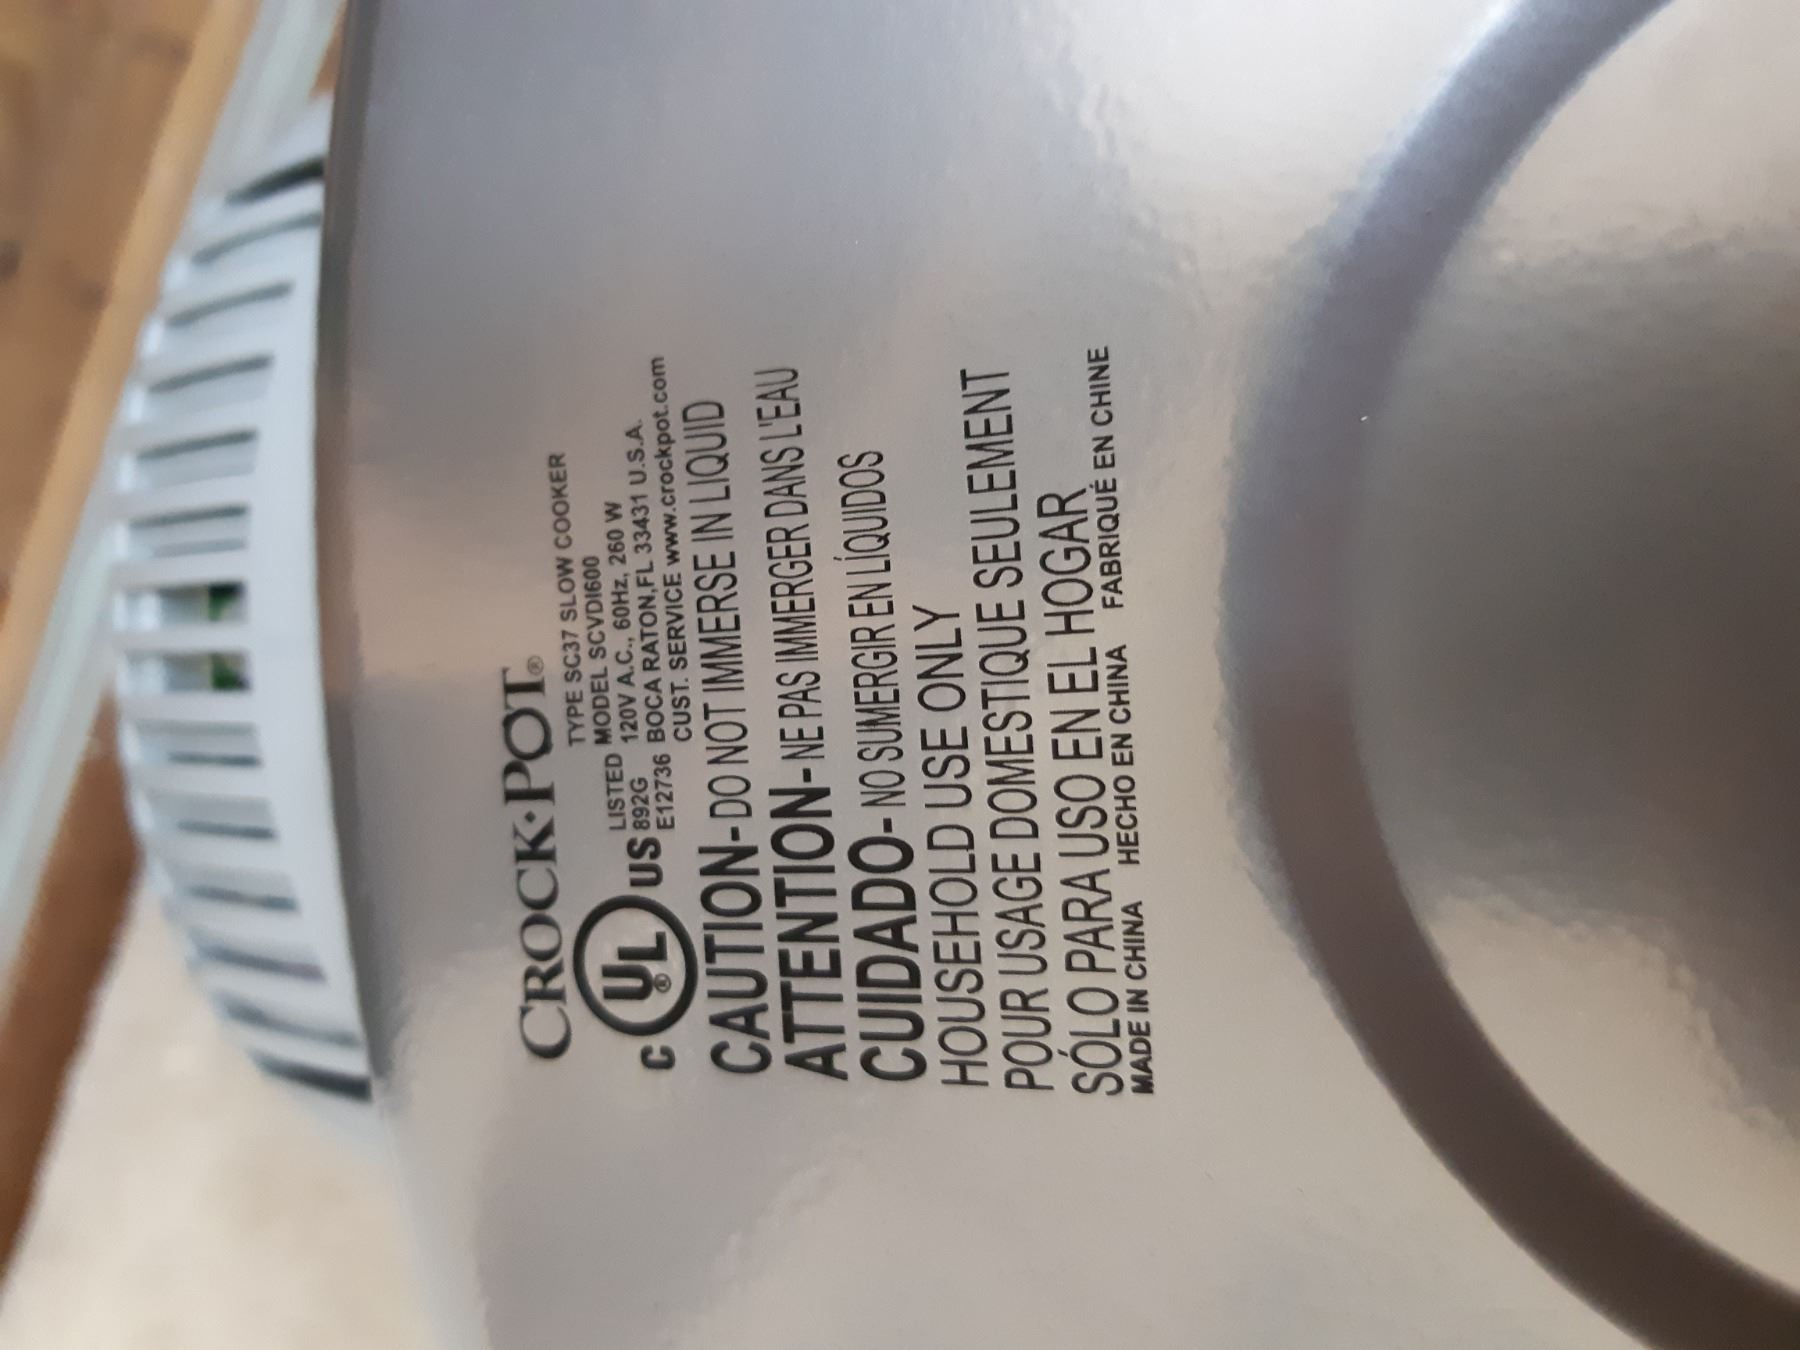 CROCK·POT®
TYPE SC37 SLOW COOKER
MODEL SCVDI600
LISTED 120V A.C., 60Hz, 260 W
C UL® US 892G BOCA RATON, FL 33431 U.S.A.
E12736 CUST. SERVICE www.crockpot.com
CAUTION- DO NOT IMMERSE IN LIQUID
ATTENTION- NE PAS IMMERGER DANS L'EAU
CUIDADO- NO SUMERGIR EN LÍQUIDOS
HOUSEHOLD USE ONLY
POUR USAGE DOMESTIQUE SEULEMENT
SÓLO PARA USO EN EL HOGAR
MADE IN CHINA HECHO EN CHINA FABRIQUÉ EN CHINE